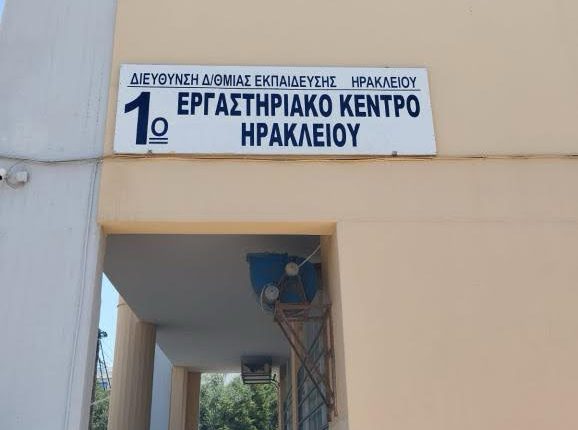 ΔΙΕΥΘΥΝΣΗ Δ/ΘΜΙΑΣ ΕΚΠΑΙΔΕΥΣΗΣ ΗΡΑΚΛΕΙΟΥ
1ο ΕΡΓΑΣΤΗΡΙΑΚΟ ΚΕΝΤΡΟ
ΗΡΑΚΛΕΙΟΥ